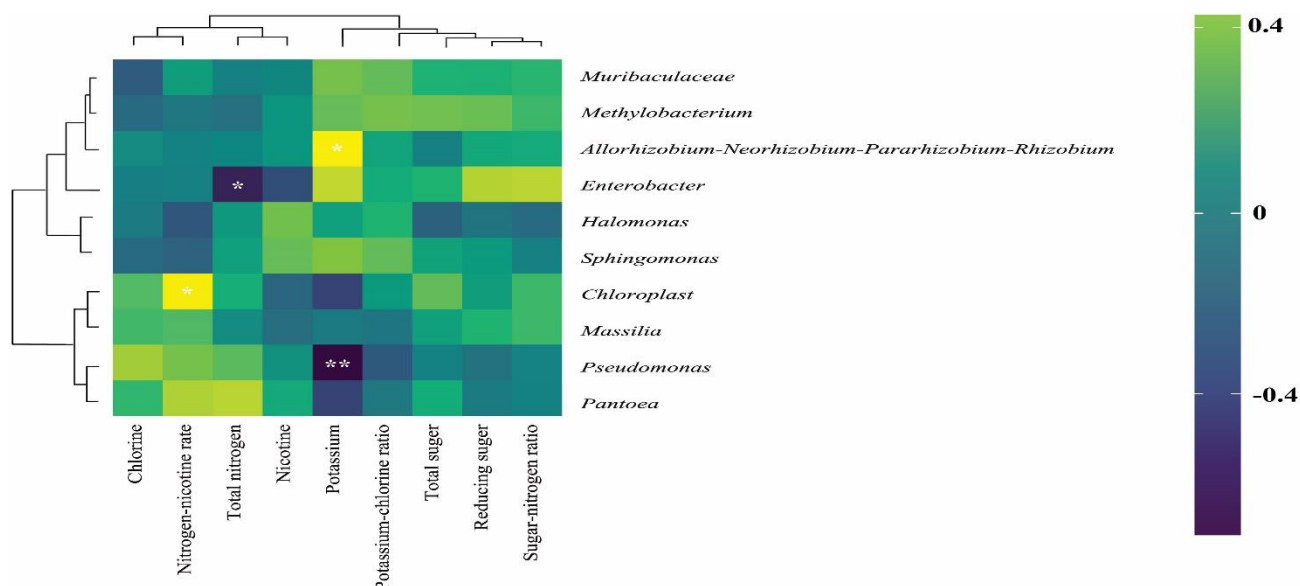 0.4
0
-0.4
Muribaculaceae
Methylobacterium
*
Allorhizobium-Neorhizobium-Pararhizobium-Rhizobium
*
Enterobacter
Halomonas
Sphingomonas
*
Chloroplast
Massilia
**
Pseudomonas
Pantoea
Chlorine
Nitrogen-nicotine rate
Total nitrogen
Nicotine
Potassium
Potassium-chlorine ratio
Total suger
Reducing suger
Sugar-nitrogen ratio